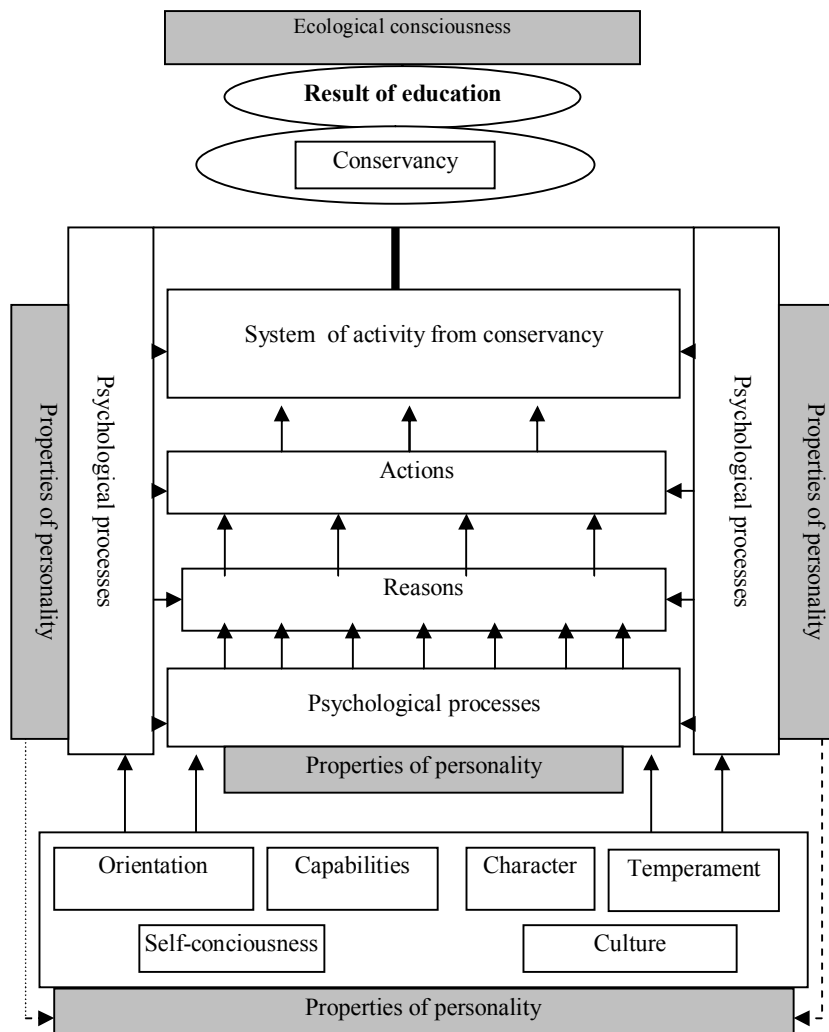 Ecological consciousness
Result of education
Conservancy
System of activity from conservancy
Properties of personality
Psychological processes
Psychological processes
Properties of personality
Actions
Reasons
Psychological processes
Properties of personality
Orientation
Capabilities
Character
Temperament
Self-conciousness
Culture
Properties of personality